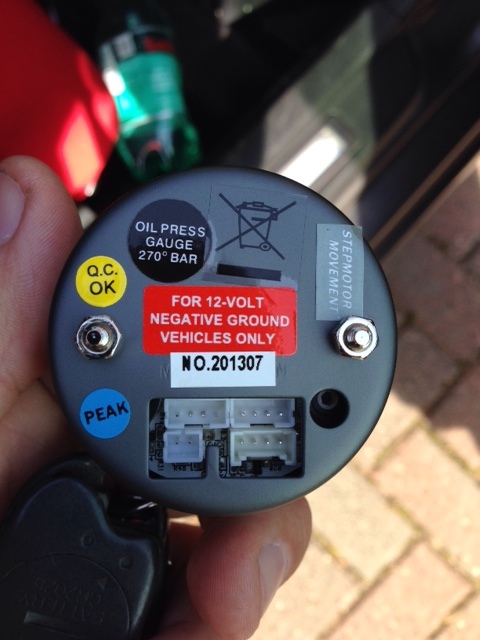 OIL PRESS
GAUGE
270° BAR
STEPMOTOR
MOVEMENT
Q.C.
OK
FOR 12-VOLT
NEGATIVE GROUND
VEHICLES ONLY
NO.201307
PEAK